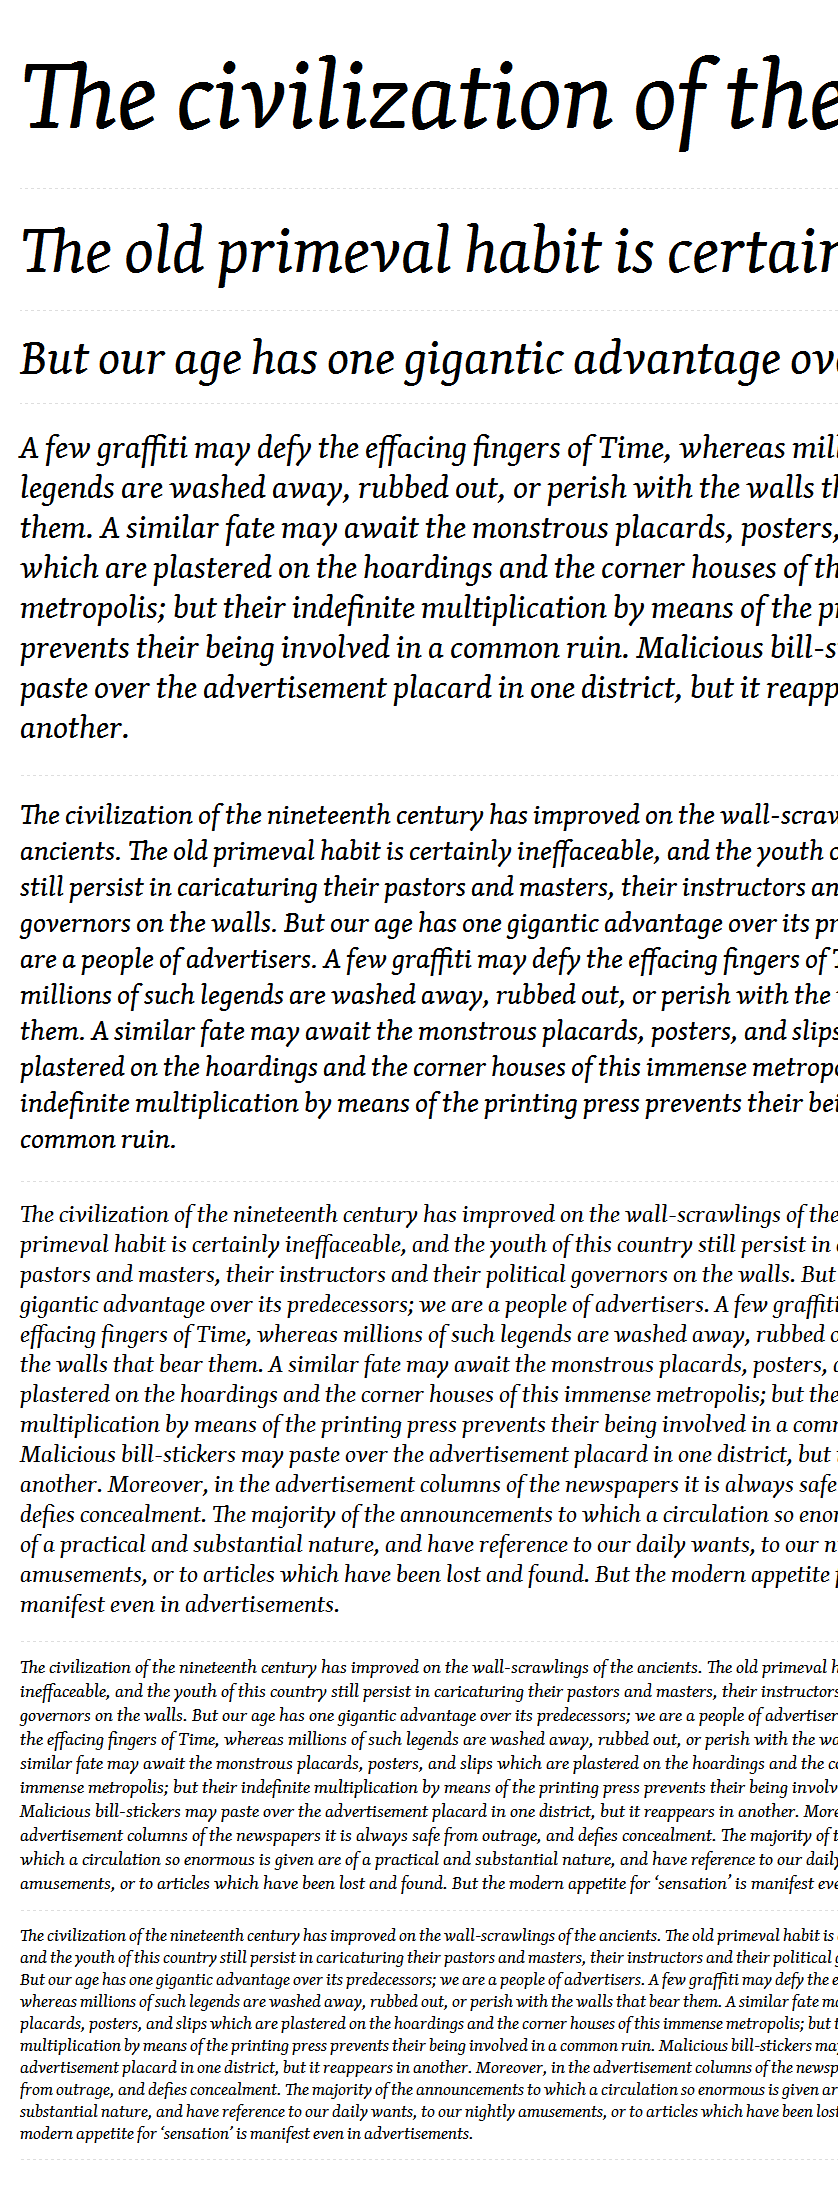 The civilization of the
The old primeval habit is certain
But our age has one gigantic advantage ov
A few graffiti may defy the effacing fingers of Time, whereas mill
legends are washed away, rubbed out, or perish with the walls th
them. A similar fate may await the monstrous placards, posters,
which are plastered on the hoardings and the corner houses of th
metropolis; but their indefinite multiplication by means of the pr
prevents their being involved in a common ruin. Malicious bill-s
paste over the advertisement placard in one district, but it reapp
another.
The civilization of the nineteenth century has improved on the wall-scraw
ancients. The old primeval habit is certainly ineffaceable, and the youth o
still persist in caricaturing their pastors and masters, their instructors an
governors on the walls. But our age has one gigantic advantage over its pr
are a people of advertisers. A few graffiti may defy the effacing fingers of T
millions of such legends are washed away, rubbed out, or perish with the
them. A similar fate may await the monstrous placards, posters, and slips
plastered on the hoardings and the corner houses of this immense metropo
indefinite multiplication by means of the printing press prevents their bei
common ruin.
The civilization of the nineteenth century has improved on the wall-scrawlings of the
primeval habit is certainly ineffaceable, and the youth of this country still persist in
pastors and masters, their instructors and their political governors on the walls. But
gigantic advantage over its predecessors; we are a people of advertisers. A few graffiti
effacing fingers of Time, whereas millions of such legends are washed away, rubbed o
the walls that bear them. A similar fate may await the monstrous placards, posters, a
plastered on the hoardings and the corner houses of this immense metropolis; but the
multiplication by means of the printing press prevents their being involved in a comm
Malicious bill-stickers may paste over the advertisement placard in one district, but
another. Moreover, in the advertisement columns of the newspapers it is always safe
defies concealment. The majority of the announcements to which a circulation so enor
of a practical and substantial nature, and have reference to our daily wants, to our n
amusements, or to articles which have been lost and found. But the modern appetite
manifest even in advertisements.
The civilization of the nineteenth century has improved on the wall-scrawlings of the ancients. The old primeval h
ineffaceable, and the youth of this country still persist in caricaturing their pastors and masters, their instructors
governors on the walls. But our age has one gigantic advantage over its predecessors; we are a people of advertiser
the effacing fingers of Time, whereas millions of such legends are washed away, rubbed out, or perish with the wa
similar fate may await the monstrous placards, posters, and slips which are plastered on the hoardings and the co
immense metropolis; but their indefinite multiplication by means of the printing press prevents their being involv
Malicious bill-stickers may paste over the advertisement placard in one district, but it reappears in another. More
advertisement columns of the newspapers it is always safe from outrage, and defies concealment. The majority of t
which a circulation so enormous is given are of a practical and substantial nature, and have reference to our daily
amusements, or to articles which have been lost and found. But the modern appetite for ‘sensation’ is manifest eve
The civilization of the nineteenth century has improved on the wall-scrawlings of the ancients. The old primeval habit is
and the youth of this country still persist in caricaturing their pastors and masters, their instructors and their political g
But our age has one gigantic advantage over its predecessors; we are a people of advertisers. A few graffiti may defy the e
whereas millions of such legends are washed away, rubbed out, or perish with the walls that bear them. A similar fate ma
placards, posters, and slips which are plastered on the hoardings and the corner houses of this immense metropolis; but t
multiplication by means of the printing press prevents their being involved in a common ruin. Malicious bill-stickers may
advertisement placard in one district, but it reappears in another. Moreover, in the advertisement columns of the newsp
from outrage, and defies concealment. The majority of the announcements to which a circulation so enormous is given ar
substantial nature, and have reference to our daily wants, to our nightly amusements, or to articles which have been lost
modern appetite for ‘sensation’ is manifest even in advertisements.